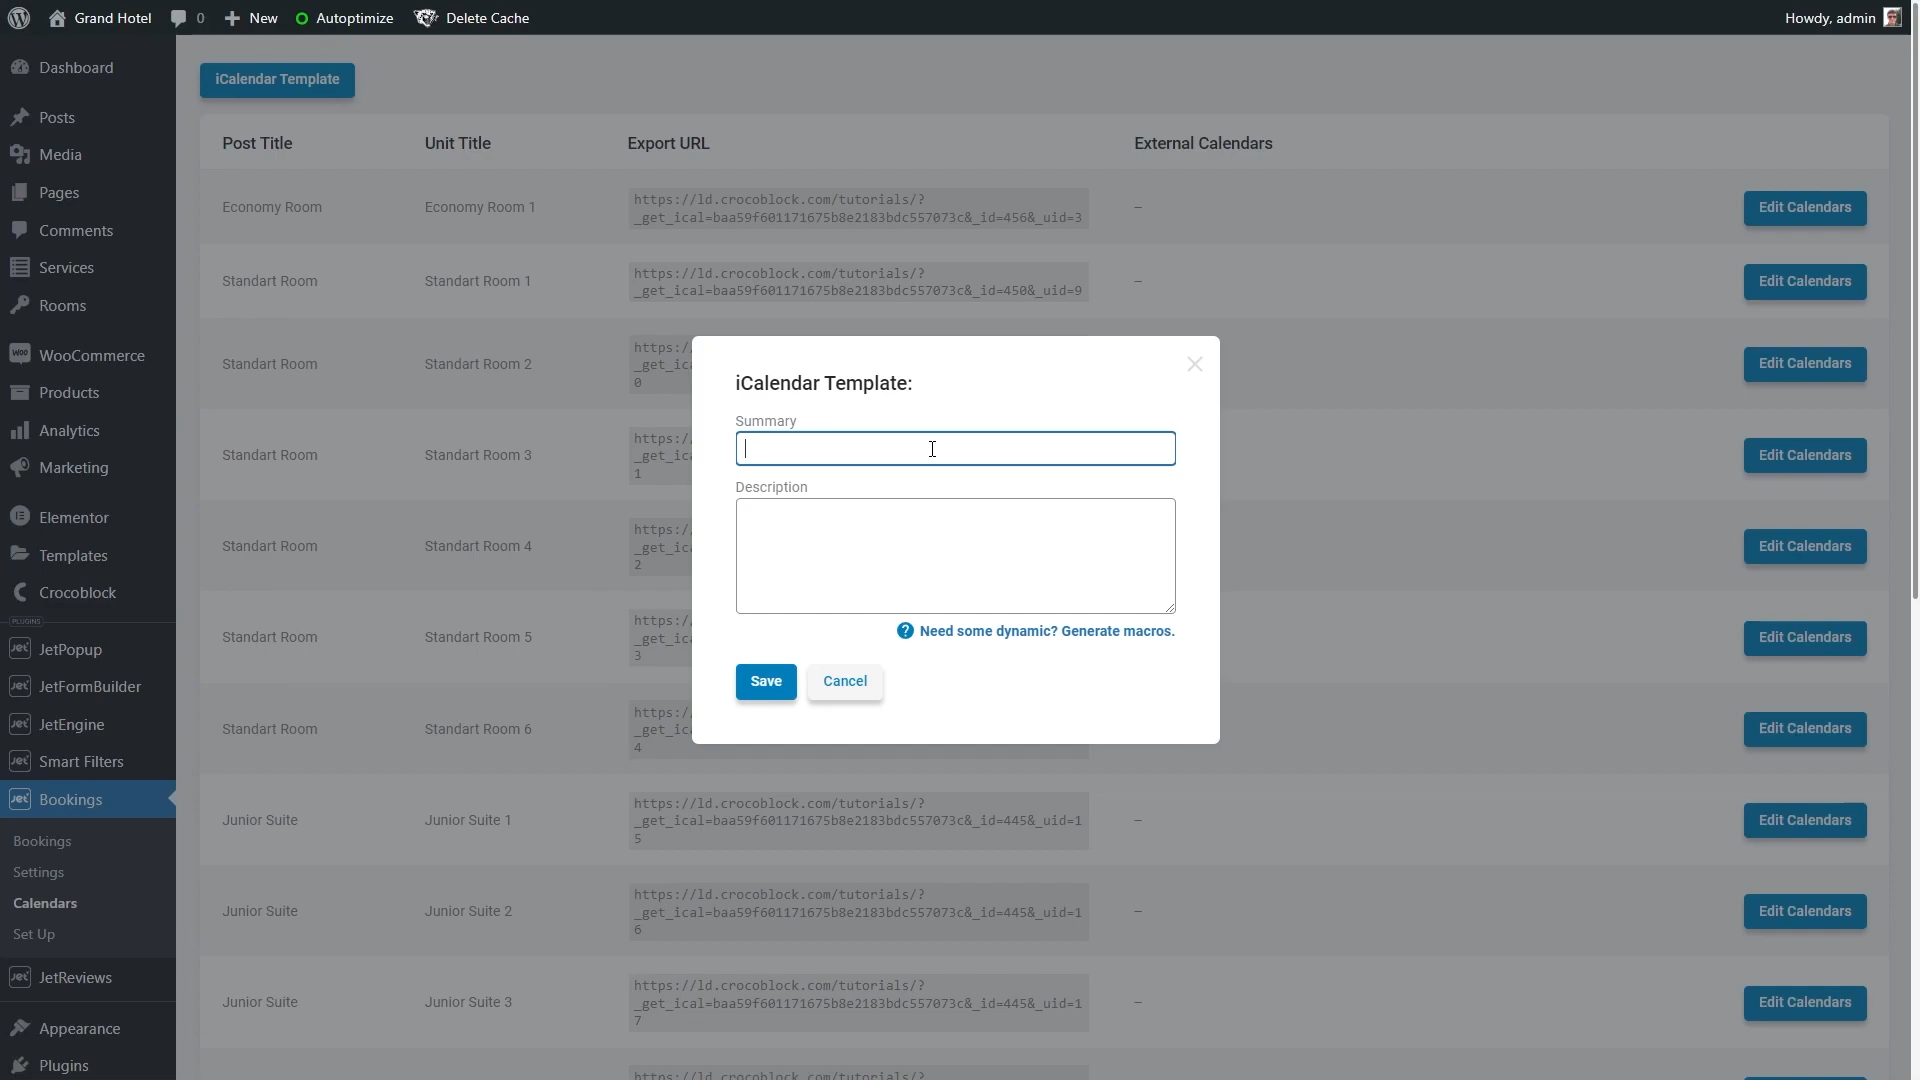 Grand Hotel
0
New
Autoptimize
Delete Cache
Howdy, admin
Dashboard
Posts
Media
Pages
Comments
Services
Rooms
WooCommerce
Products
Analytics
Marketing
Elementor
Templates
Crocoblock
PLUGINS
JetPopup
JetFormBuilder
JetEngine
Smart Filters
Bookings
Bookings
Settings
Calendars
Set Up
JetReviews
Appearance
Plugins
iCalendar Template
Post Title Unit Title Export URL External Calendars
Economy Room Economy Room 1
https://ld.crocoblock.com/tutorials/?
_get_ical=baa59f601171675b8e2183bdc557073c&_id=456&_uid=3
– Edit Calendars
Standart Room Standart Room 1
https://ld.crocoblock.com/tutorials/?
_get_ical=baa59f601171675b8e2183bdc557073c&_id=450&_uid=9
– Edit Calendars
Standart Room Standart Room 2
https:/
_get_ica
0
Edit Calendars
Standart Room Standart Room 3
https:/
_get_ica
1
Edit Calendars
Standart Room Standart Room 4
https:/
_get_ica
2
Edit Calendars
Standart Room Standart Room 5
https:/
_get_ica
3
Edit Calendars
Standart Room Standart Room 6
https:/
_get_ica
4
Edit Calendars
Junior Suite Junior Suite 1
https://ld.crocoblock.com/tutorials/?
_get_ical=baa59f601171675b8e2183bdc557073c&_id=445&_uid=1
5
– Edit Calendars
Junior Suite Junior Suite 2
https://ld.crocoblock.com/tutorials/?
_get_ical=baa59f601171675b8e2183bdc557073c&_id=445&_uid=1
6
– Edit Calendars
Junior Suite Junior Suite 3
https://ld.crocoblock.com/tutorials/?
_get_ical=baa59f601171675b8e2183bdc557073c&_id=445&_uid=1
7
– Edit Calendars
https://ld.crocoblock.com/tutorials/?
iCalendar Template:
Summary
Description
Need some dynamic? Generate macros.
Save
Cancel